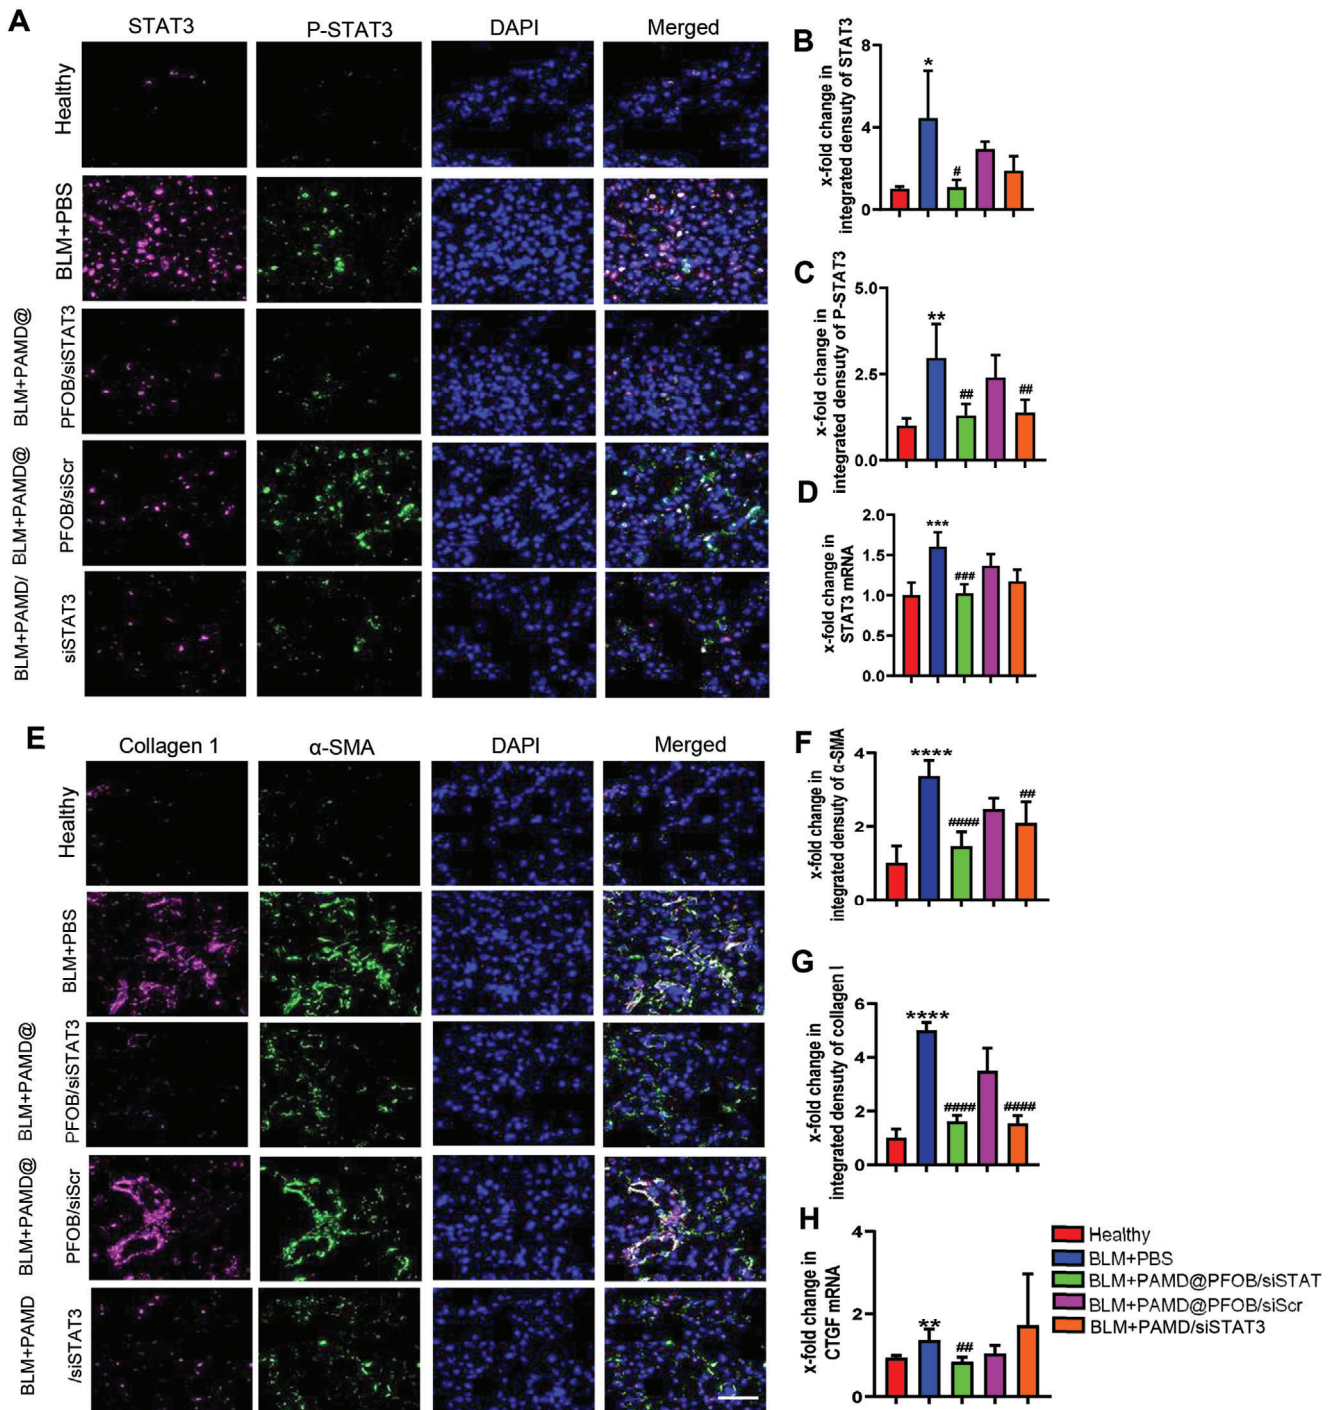 A
STAT3
P-STAT3
DAPI
Merged
Healthy
BLM+PBS
BLM+PAMD@
PFOB/siSTAT3
BLM+PAMD@
PFOB/siScr
BLM+PAMD/
siSTAT3
B
x-fold change in
integrated densuty of STAT3
8
4
0
*
#
C
x-fold change in
integrated density of P-STAT3
5.0
2.5
0.0
**
##
##
D
x-fold change in
STAT3 mRNA
2.0
1.5
1.0
0.5
0.0
***
###
E
Collagen 1
α-SMA
DAPI
Merged
Healthy
BLM+PBS
BLM+PAMD@
PFOB/siSTAT3
BLM+PAMD@
PFOB/siScr
BLM+PAMD
/siSTAT3
F
x-fold change in
integrated density of α-SMA
4
2
0
****
####
##
G
x-fold change in
integrated density of collagen I
6
4
2
0
****
####
####
H
x-fold change in
CTGF mRNA
4
2
0
**
##
Healthy
BLM+PBS
BLM+PAMD@PFOB/siSTAT
BLM+PAMD@PFOB/siScr
BLM+PAMD/siSTAT3